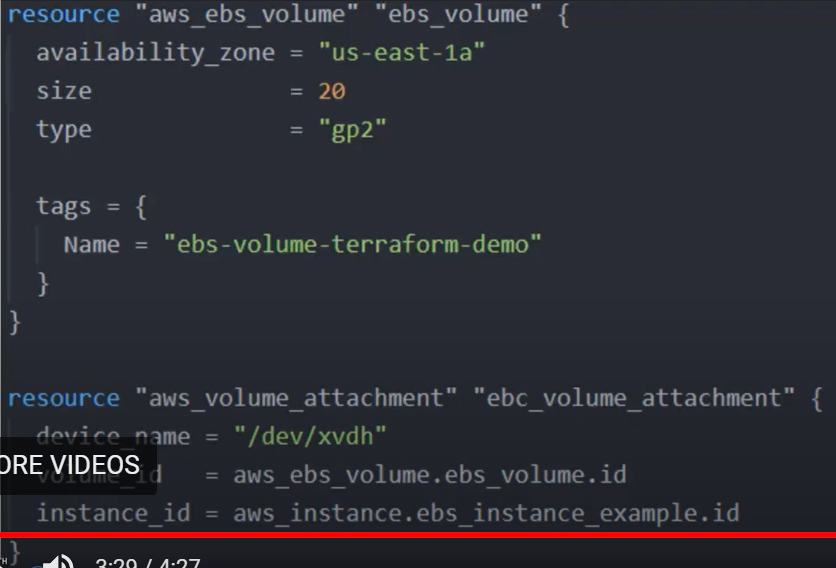 resource "aws_ebs_volume" "ebs_volume" {
availability_zone = "us-east-1a"
size = 20
type = "gp2"
tags = {
Name = "ebs-volume-terraform-demo"
}
}
resource "aws_volume_attachment" "ebc_volume_attachment" {
device_name = "/dev/xvdh"
ORE VIDEOS
volume_id = aws_ebs_volume.ebs_volume.id
instance_id = aws_instance.ebs_instance_example.id
}
3:29 / 4:27